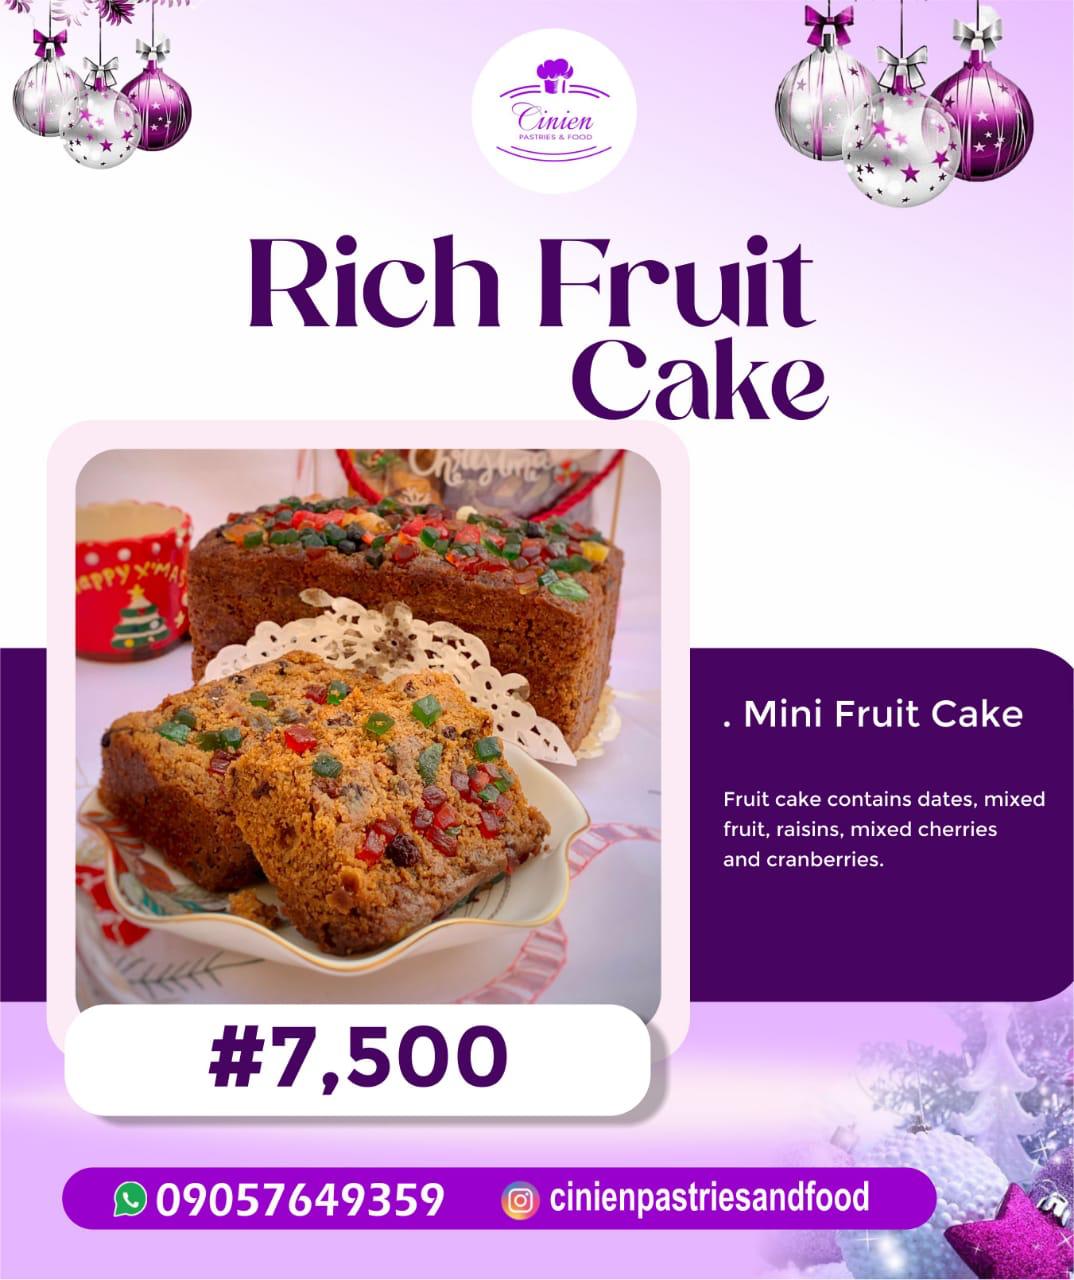 Cinien
PASTRIES & FOOD
Rich Fruit
Cake
Christmas
HAPPY X'MAS
. Mini Fruit Cake
Fruit cake contains dates, mixed
fruit, raisins, mixed cherries
and cranberries.
#7,500
09057649359
cinienpastriesandfood